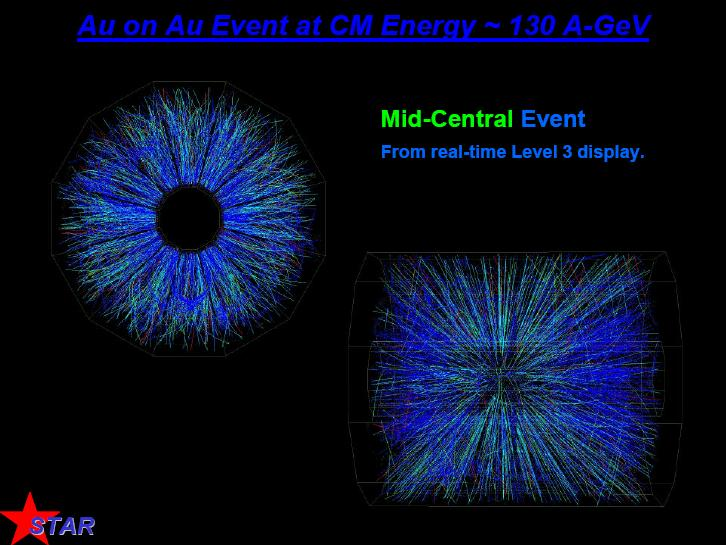 Au on Au Event at CM Energy ~ 130 A-GeV
Mid-Central Event
From real-time Level 3 display.
STAR